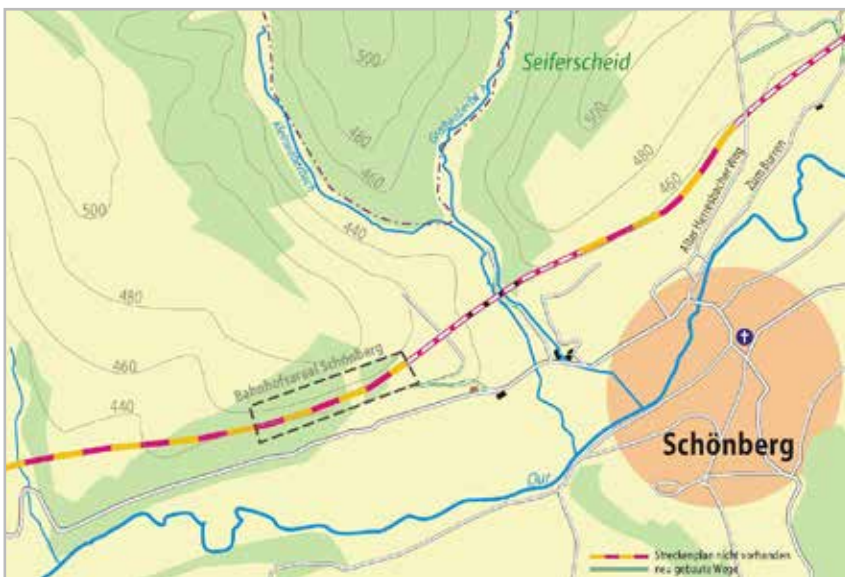 Seiferscheid
500
500
480
460
480
460
440
500
480
460
440
Alter Herresbacher Weg
Zum Burren
Bahnhofsareal Schönberg
Schönberg
Our
Streckenplan nicht vorhanden
neu gebaute Wege